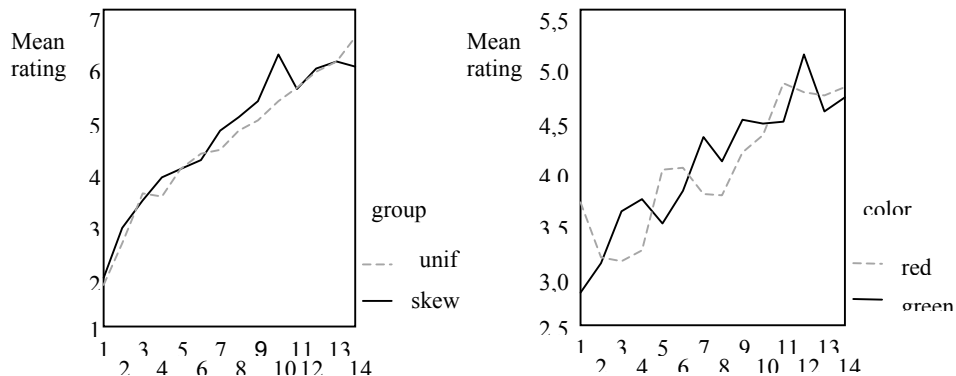 7
Mean
rating
6
5
4
3
2
1
group
unif
skew
1 3 5 7 9 11 13
2 4 6 8 10 12 14
5,5
Mean
rating
5.0
4,5
4.0
3.5
3,0
2.5
color
red
green
1 3 5 7 9 11 13
2 4 6 8 10 12 14